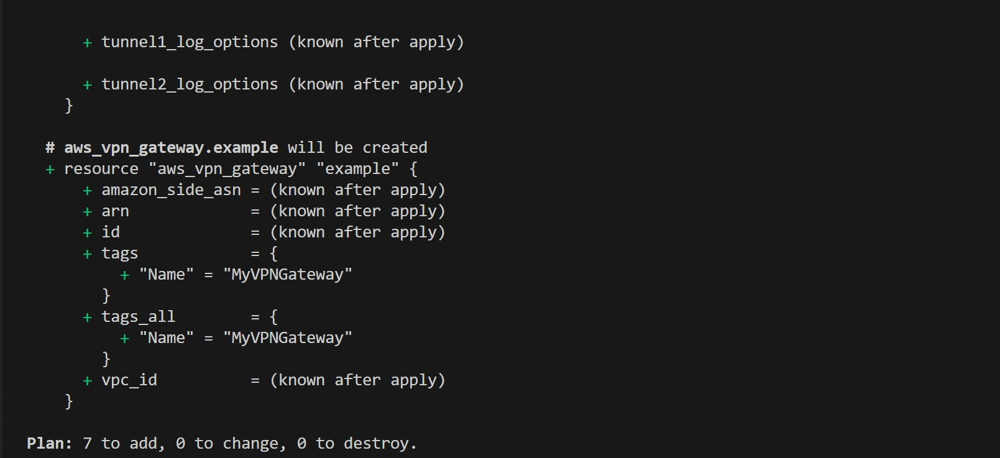 + tunnel1_log_options (known after apply)
+ tunnel2_log_options (known after apply)
}
# aws_vpn_gateway.example will be created
+ resource "aws_vpn_gateway" "example" {
+ amazon_side_asn = (known after apply)
+ arn = (known after apply)
+ id = (known after apply)
+ tags = {
+ "Name" = "MyVPNGateway"
}
+ tags_all = {
+ "Name" = "MyVPNGateway"
}
+ vpc_id = (known after apply)
}
Plan: 7 to add, 0 to change, 0 to destroy.